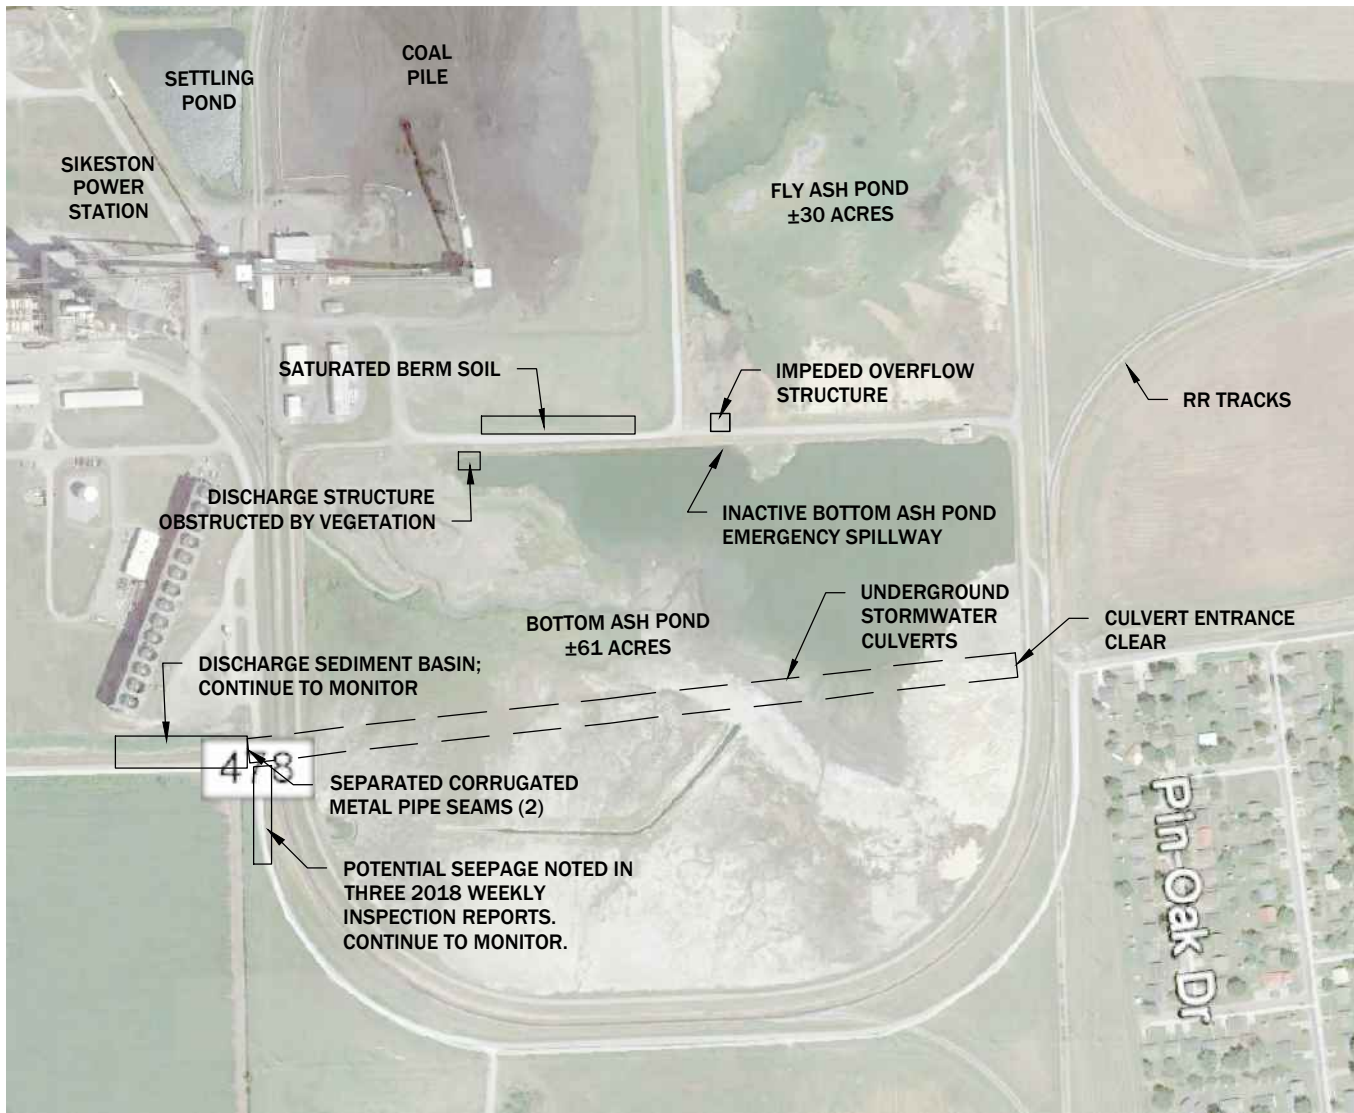 COAL
PILE
SETTLING
POND
SIKESTON
POWER
STATION
FLY ASH POND
±30 ACRES
SATURATED BERM SOIL
IMPEDED OVERFLOW
STRUCTURE
RR TRACKS
DISCHARGE STRUCTURE
OBSTRUCTED BY VEGETATION
INACTIVE BOTTOM ASH POND
EMERGENCY SPILLWAY
UNDERGROUND
STORMWATER
CULVERTS
BOTTOM ASH POND
±61 ACRES
CULVERT ENTRANCE
CLEAR
DISCHARGE SEDIMENT BASIN;
CONTINUE TO MONITOR
478
SEPARATED CORRUGATED
METAL PIPE SEAMS (2)
POTENTIAL SEEPAGE NOTED IN
THREE 2018 WEEKLY
INSPECTION REPORTS.
CONTINUE TO MONITOR.
Pin-Oak Dr